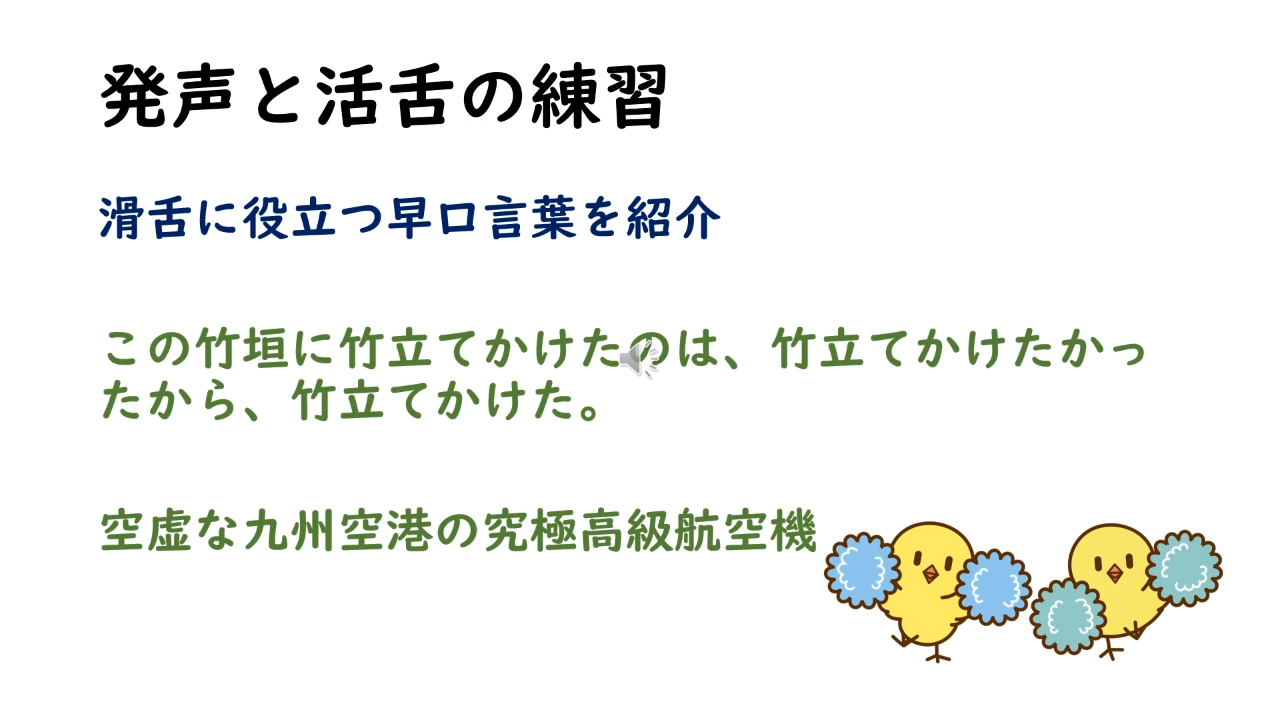 発声と活舌の練習
滑舌に役立つ早口言葉を紹介
この竹垣に竹立てかけたのは、竹立てかけたかっ
たから、竹立てかけた。
空虚な九州空港の究極高級航空機